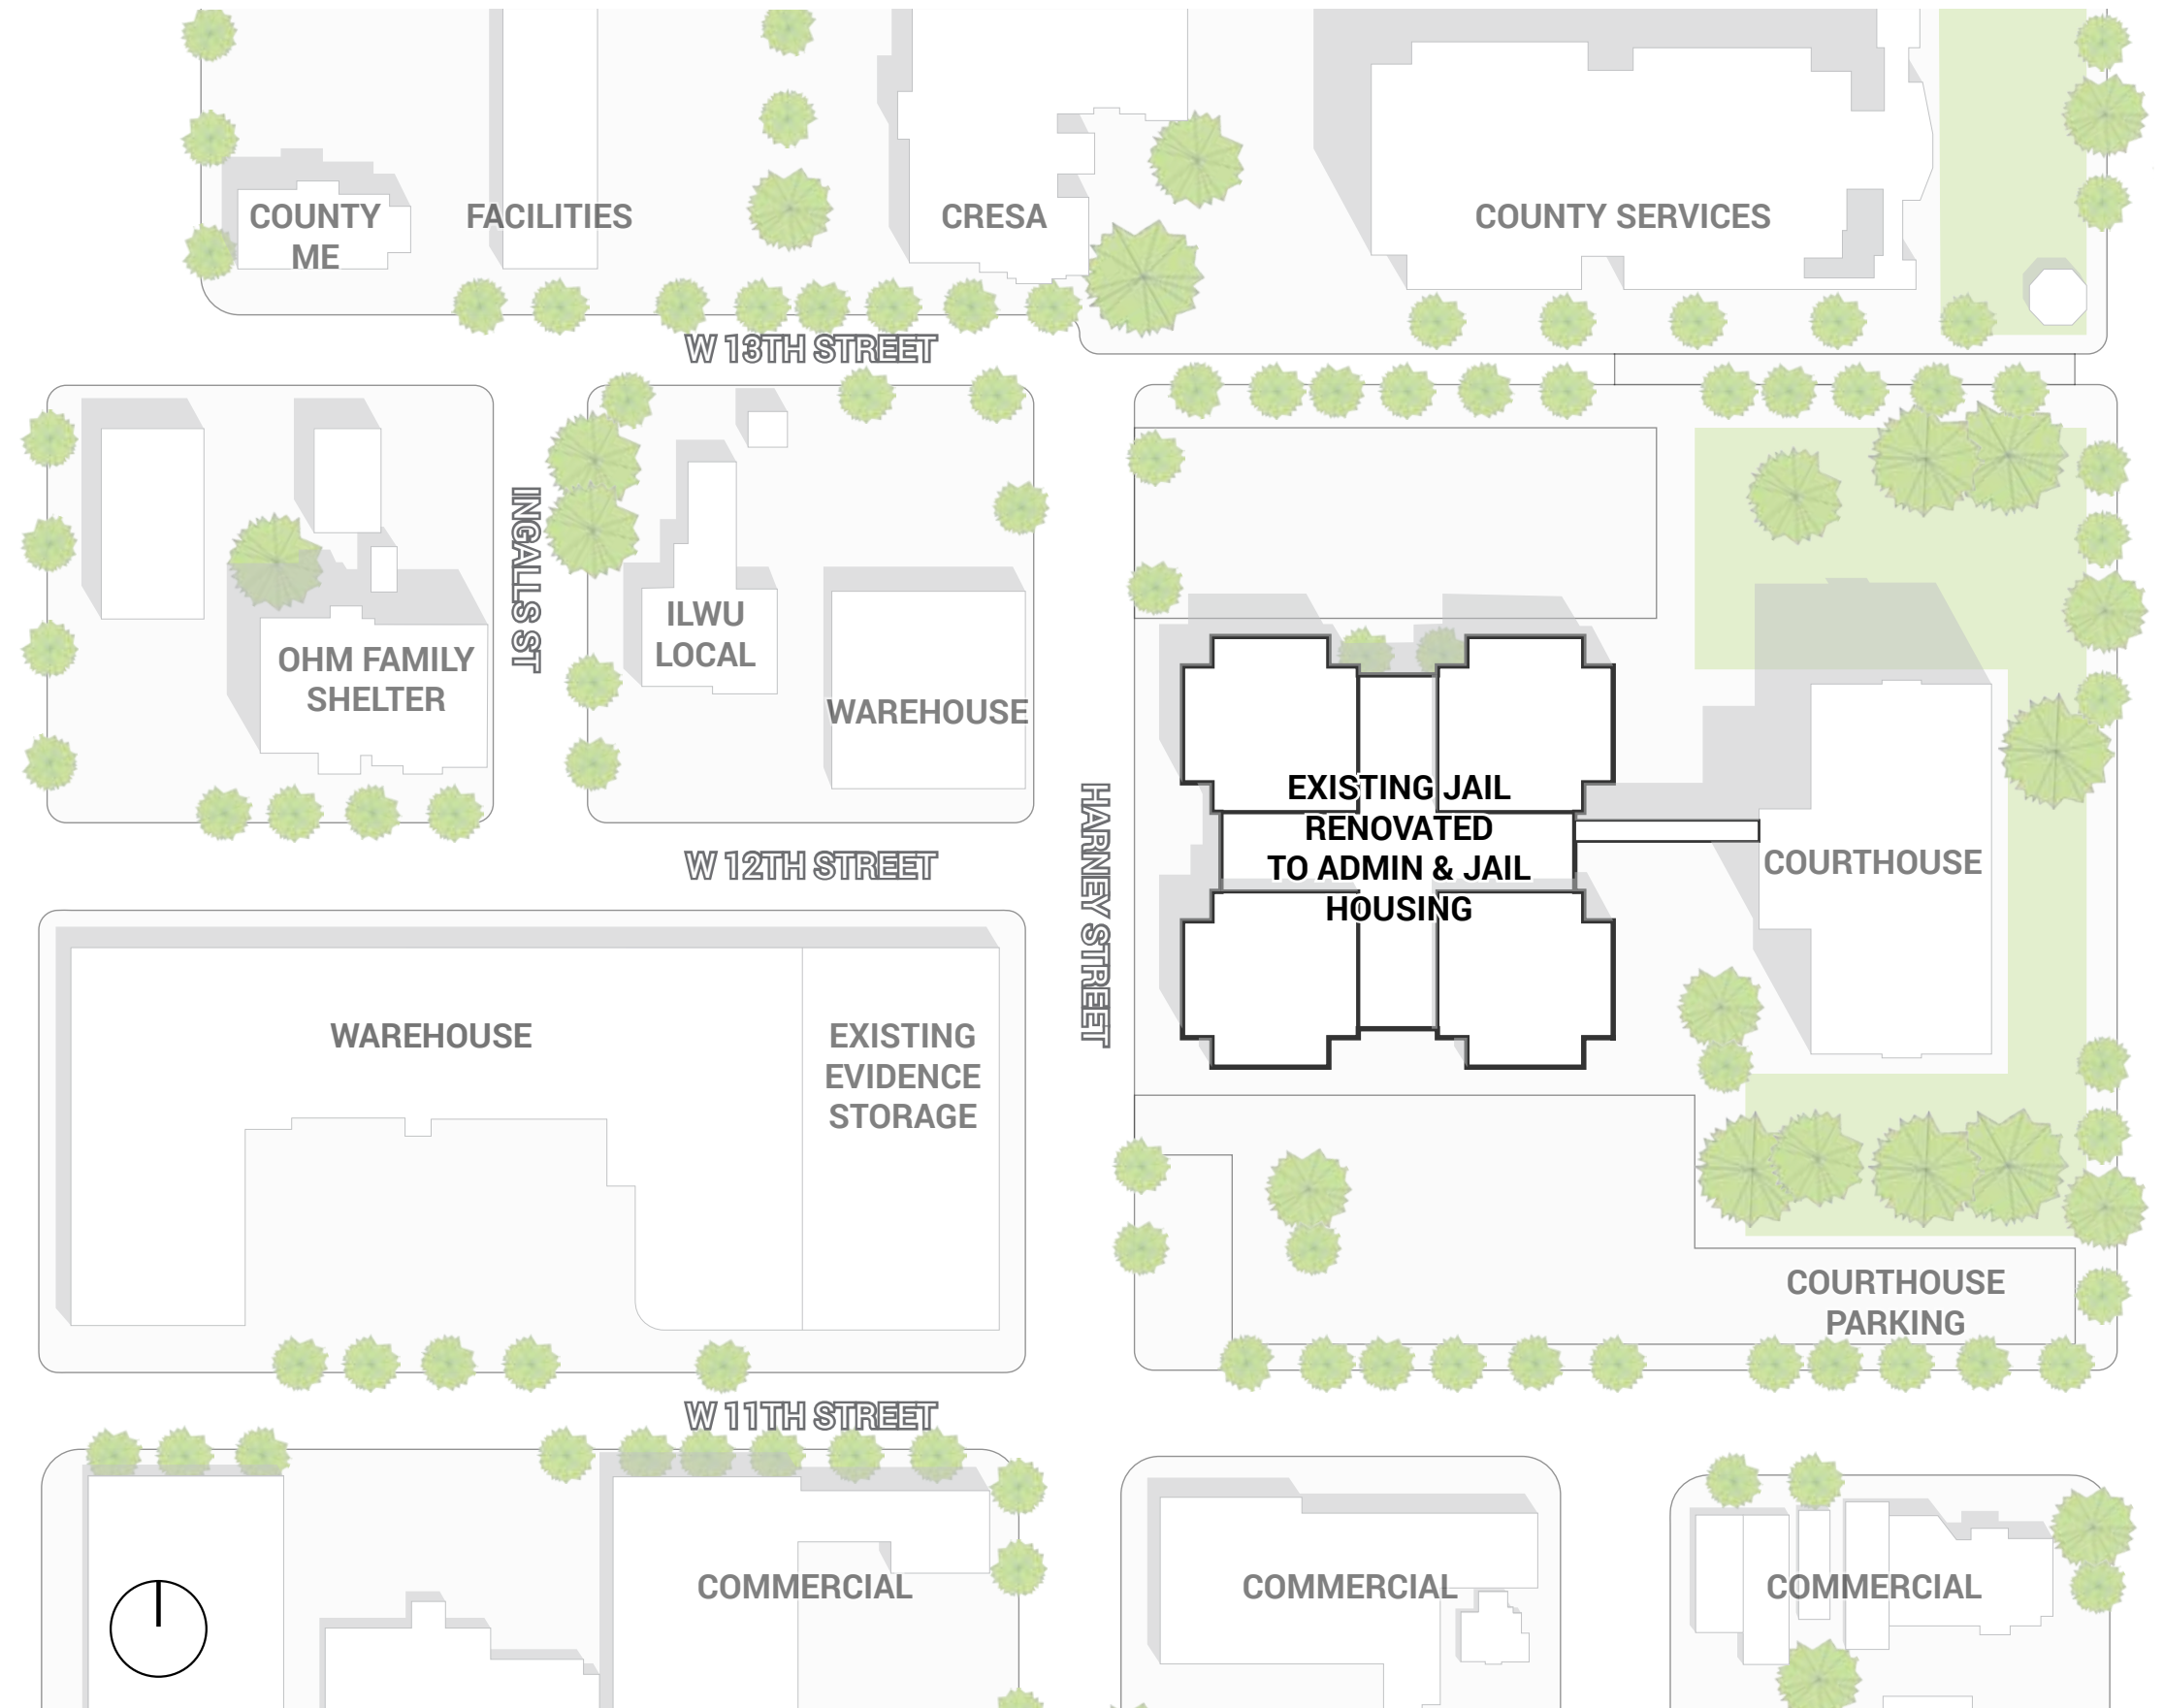 COUNTY
ME
FACILITIES
CRESA
COUNTY SERVICES
W 13TH STREET
INGALLS ST
OHM FAMILY
SHELTER
ILWU
LOCAL
WAREHOUSE
HARNEY STREET
EXISTING JAIL
RENOVATED
TO ADMIN & JAIL
HOUSING
COURTHOUSE
W 12TH STREET
WAREHOUSE
EXISTING
EVIDENCE
STORAGE
COURTHOUSE
PARKING
W 11TH STREET
COMMERCIAL
COMMERCIAL
COMMERCIAL